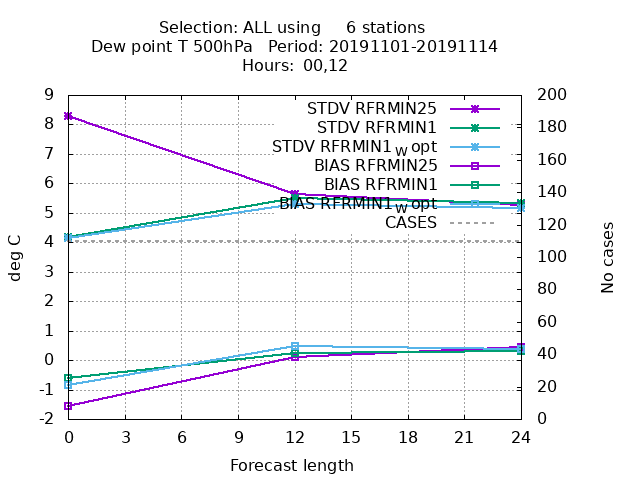 Selection: ALL using     6 stations
Dew point T 500hPa   Period: 20191101-20191114
Hours: 00,12
9
8
7
6
5
4
3
2
1
0
-1
-2
deg C
STDV RFRMIN25
STDV RFRMIN1
STDV RFRMIN1_W opt
BIAS RFRMIN25
BIAS RFRMIN1
BIAS RFRMIN1_W opt
CASES
200
180
160
140
120
100
80
60
40
20
0
No cases
0 3 6 9 12 15 18 21 24
Forecast length